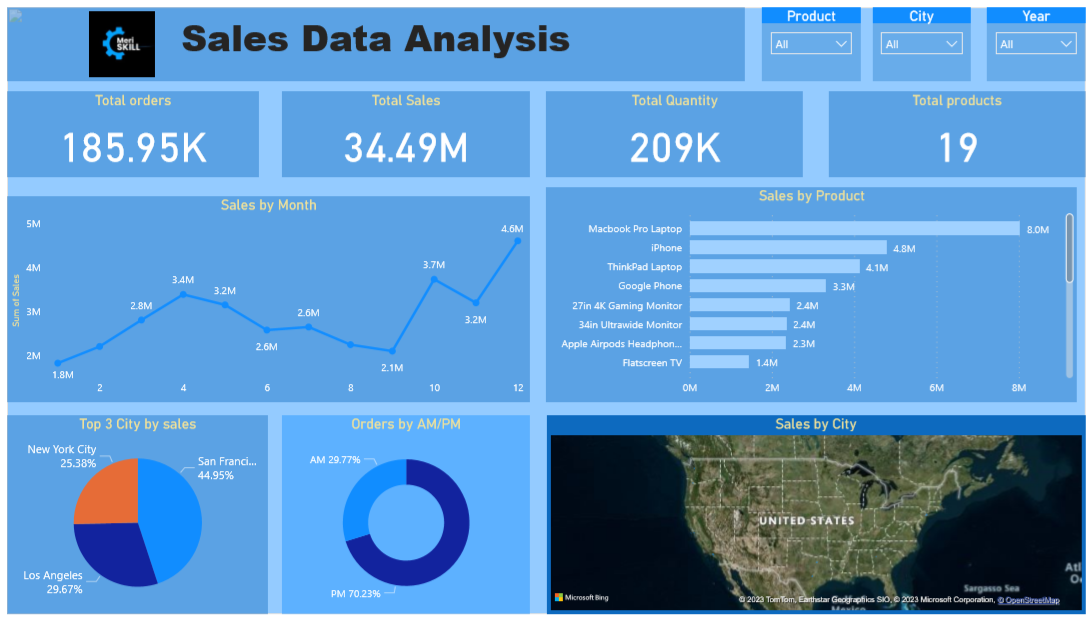 Meri
SKILL
Sales Data Analysis
Product
All
City
All
Year
All
Total orders
185.95K
Total Sales
34.49M
Total Quantity
209K
Total products
19
Sales by Month
Sum of Sales
5M
4M
3M
2M
1.8M
2.8M
3.4M
3.2M
2.6M
2.6M
2.1M
3.7M
3.2M
4.6M
2
4
6
8
10
12
Sales by Product
Macbook Pro Laptop 8.0M
iPhone 4.8M
ThinkPad Laptop 4.1M
Google Phone 3.3M
27in 4K Gaming Monitor 2.4M
34in Ultrawide Monitor 2.4M
Apple Airpods Headphon... 2.3M
Flatscreen TV 1.4M
0M 2M 4M 6M 8M
Top 3 City by sales
New York City
25.38%
San Franci...
44.95%
Los Angeles
29.67%
Orders by AM/PM
AM 29.77%
PM 70.23%
Sales by City
UNITED STATES
Sargasso Sea
Mexico
Microsoft Bing
© 2023 TomTom, Earthstar Geographics SIO, © 2023 Microsoft Corporation, © OpenStreetMap